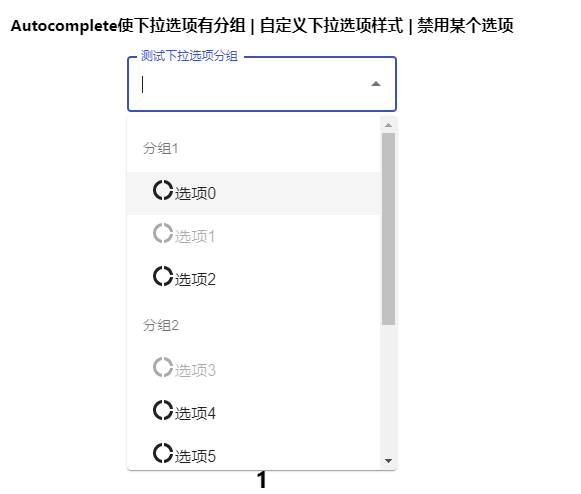 Autocomplete使下拉选项有分组 | 自定义下拉选项样式 | 禁用某个选项
测试下拉选项分组
分组1
选项0
选项1
选项2
分组2
选项3
选项4
选项5
1